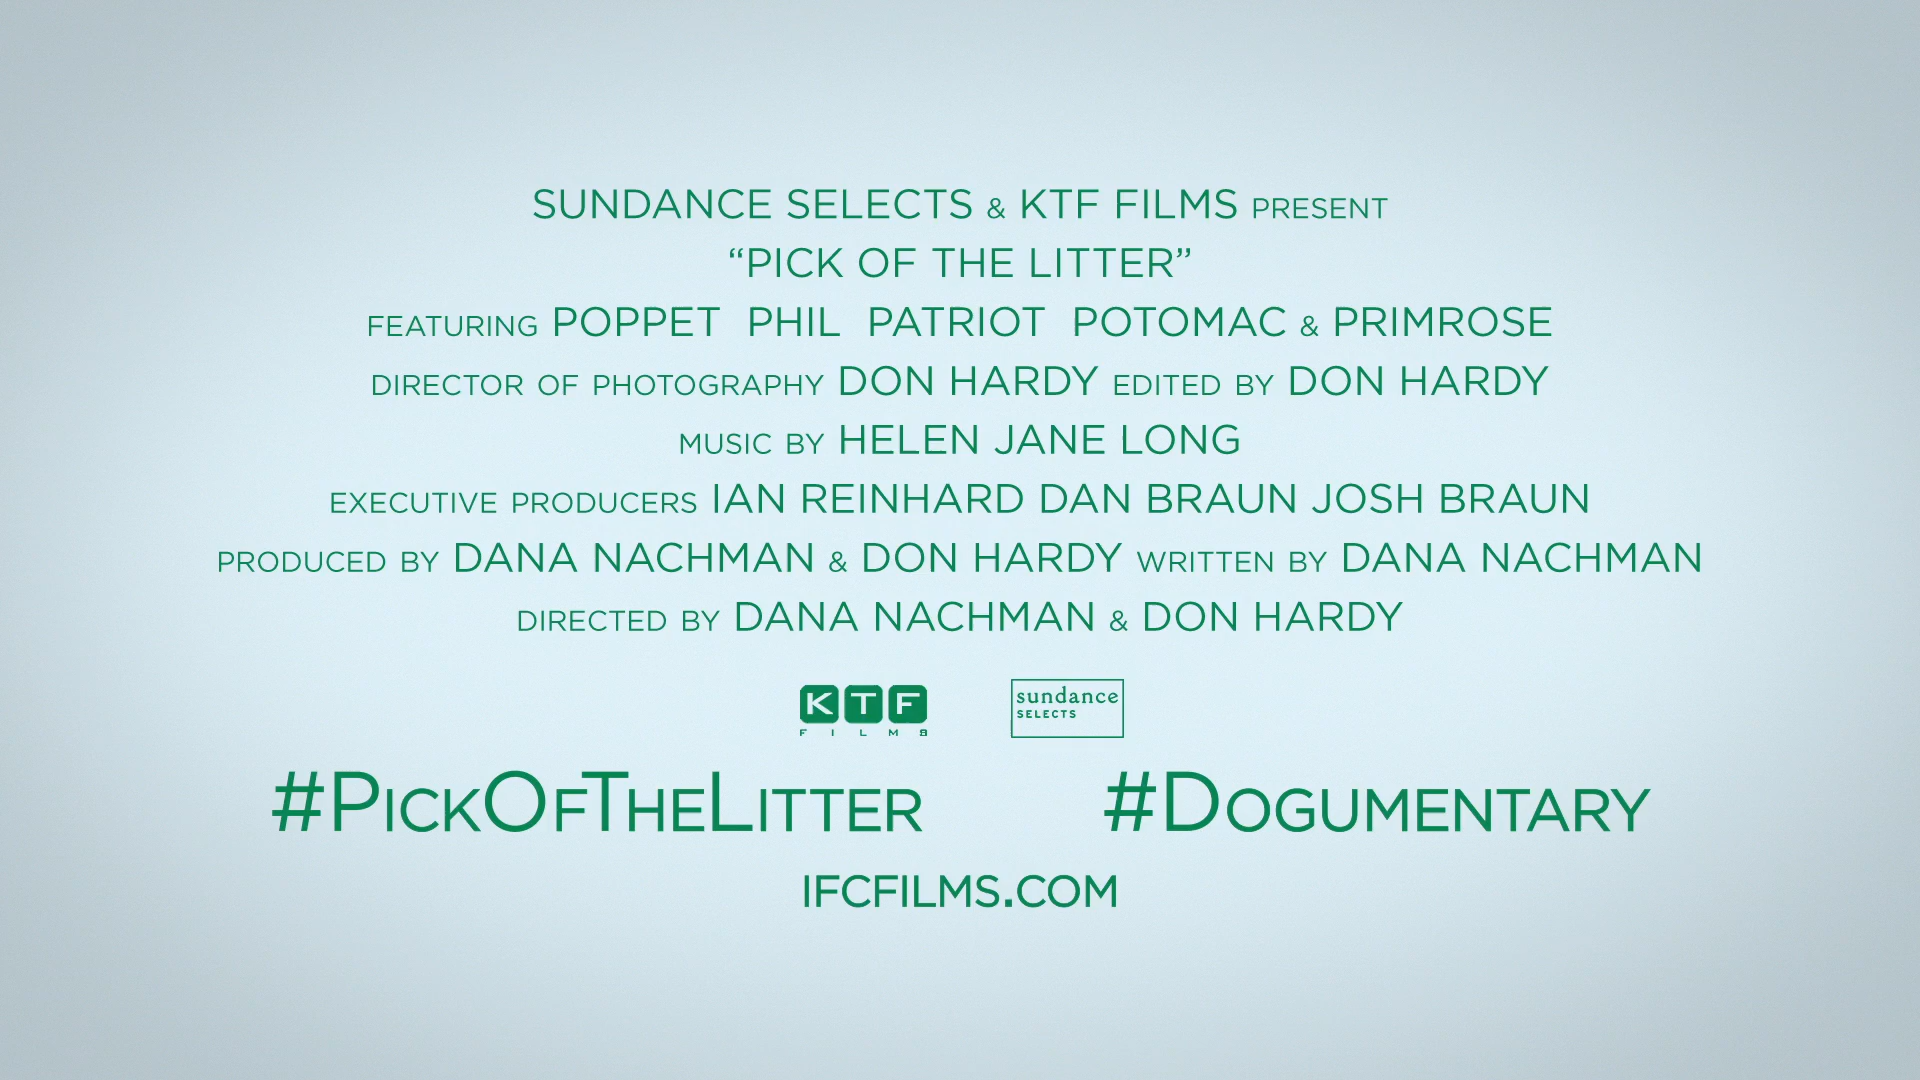 SUNDANCE SELECTS & KTF FILMS PRESENT
“PICK OF THE LITTER”
FEATURING POPPET PHIL PATRIOT POTOMAC & PRIMROSE
DIRECTOR OF PHOTOGRAPHY DON HARDY EDITED BY DON HARDY
MUSIC BY HELEN JANE LONG
EXECUTIVE PRODUCERS IAN REINHARD DAN BRAUN JOSH BRAUN
PRODUCED BY DANA NACHMAN & DON HARDY WRITTEN BY DANA NACHMAN
DIRECTED BY DANA NACHMAN & DON HARDY
KTF
FILMS
sundance
SELECTS
#PICKOFTHELITTER #DOGUMENTARY
IFCFILMS.COM